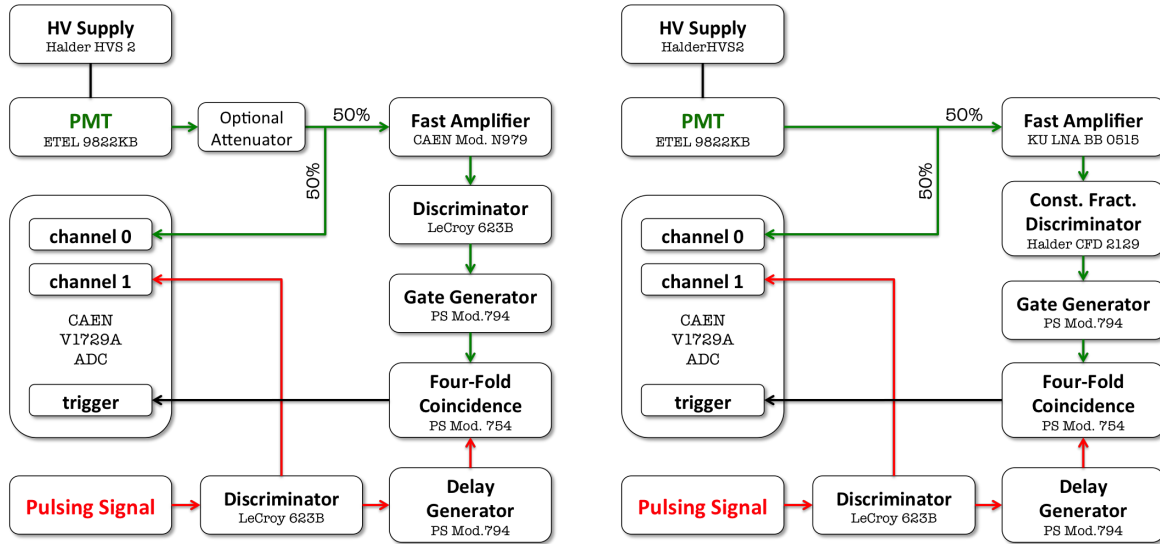 HV Supply
Halder HVS 2
PMT
ETEL 9822KB
Optional
Attenuator
50%
50%
Fast Amplifier
CAEN Mod. N979
Discriminator
LeCroy 623B
channel 0
channel 1
CAEN
V1729A
ADC
trigger
Gate Generator
PS Mod.794
Four-Fold
Coincidence
PS Mod. 754
Pulsing Signal
Discriminator
LeCroy 623B
Delay
Generator
PS Mod.794
HV Supply
HalderHVS2
PMT
ETEL 9822KB
50%
50%
Fast Amplifier
KU LNA BB 0515
Const. Fract.
Discriminator
Halder CFD 2129
channel 0
channel 1
CAEN
V1729A
ADC
trigger
Gate Generator
PS Mod.794
Four-Fold
Coincidence
PS Mod. 754
Pulsing Signal
Discriminator
LeCroy 623B
Delay
Generator
PS Mod.794